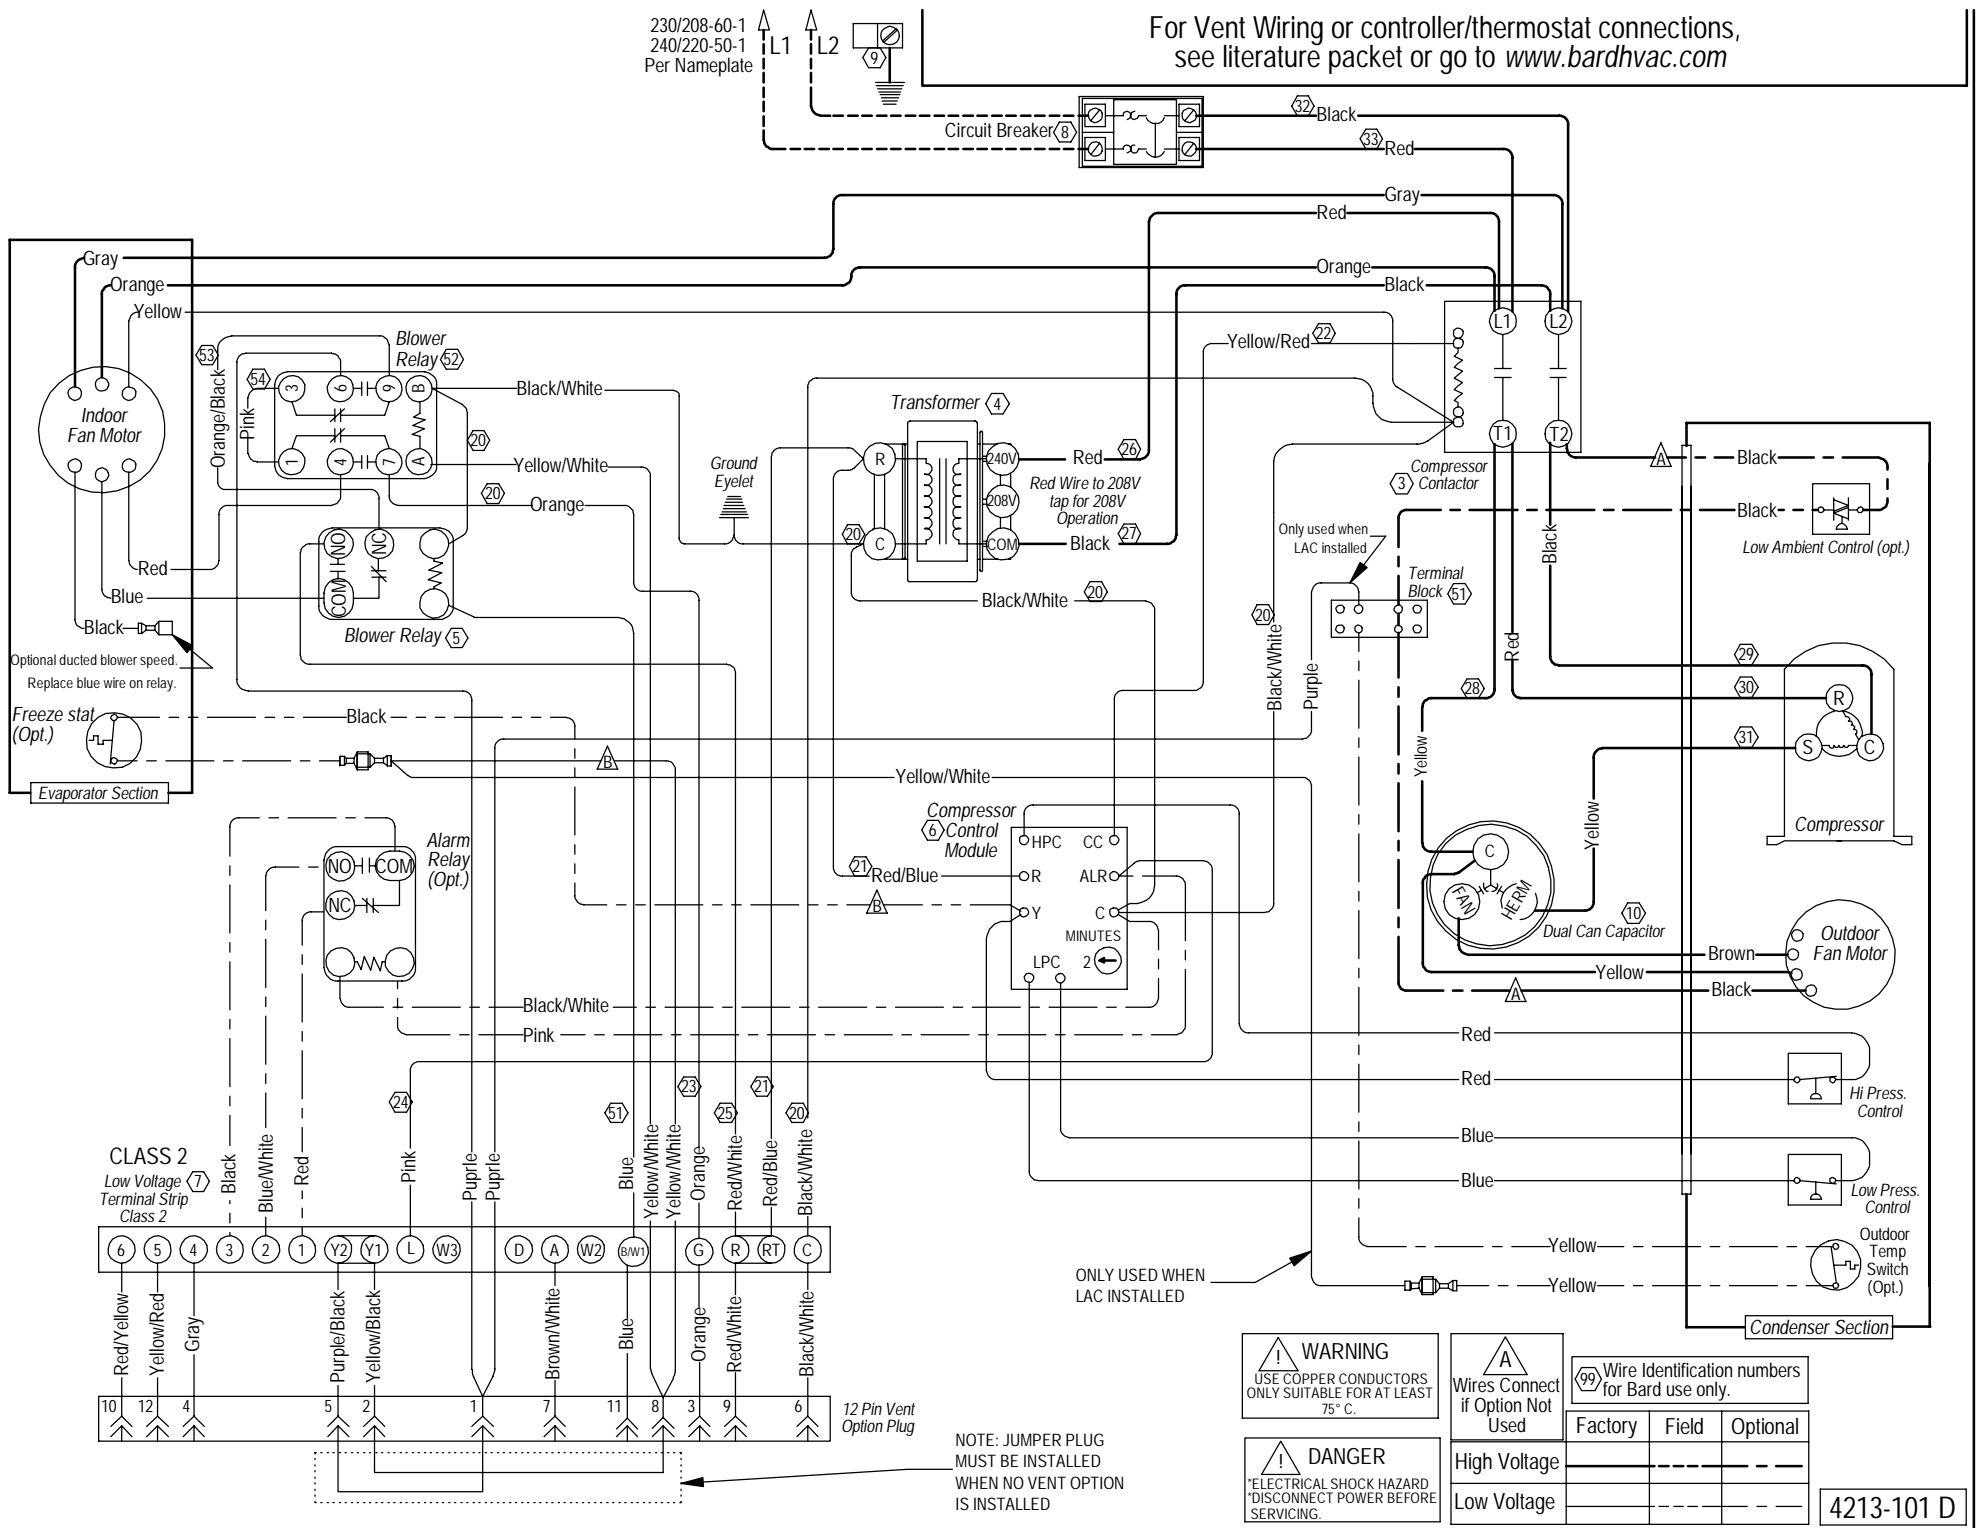 230/208-60-1
240/220-50-1
Per Nameplate
L1
L2
9
For Vent Wiring or controller/thermostat connections,
see literature packet or go to www.bardhvac.com
Circuit Breaker 8
32 Black
33 Red
Gray
Red
Gray
Orange
Orange
Black
Orange
Yellow
Yellow/Red 22
L1 L2
T1 T2
3 Compressor
Contactor
Indoor
Fan Motor
53
Orange/Black
54
Pink
Blower
Relay 52
3 6 9 B
1 4 7 A
20
Black/White
Yellow/White
20
Orange
NO NC
COM
Blower Relay 5
Red
Blue
Black
Optional ducted blower speed.
Replace blue wire on relay.
Freeze stat
(Opt.)
Evaporator Section
Ground
Eyelet
20
Transformer 4
R
C
240V
208V
COM
Red 26
Red Wire to 208V
tap for 208V
Operation
Black 27
Black/White 20
Only used when
LAC installed
Terminal
Block 51
20
Black/White
Purple
A
Black
Black
Low Ambient Control (opt.)
Black
Red
28
29
30
31
Yellow
Yellow
R
S C
Compressor
Black
B
Yellow/White
Compressor
6 Control
Module
HPC CC
R ALR
Y C
MINUTES
LPC 2
21 Red/Blue
B
Alarm
Relay
(Opt.)
NO COM
NC
Black/White
Pink
C
FAN HERM
10
Dual Can Capacitor
Outdoor
Fan Motor
Brown
Yellow
A
Black
Red
Red
Hi Press.
Control
Blue
Blue
Low Press.
Control
Yellow
Yellow
Outdoor
Temp
Switch
(Opt.)
Condenser Section
ONLY USED WHEN
LAC INSTALLED
CLASS 2
Low Voltage 7
Terminal Strip
Class 2
Black
Blue/White
Red
24
Pink
Puprle
Puprle
51
Blue
Yellow/White
Yellow/White
23
Orange
25
Red/White
21
Red/Blue
20
Black/White
6 5 4 3 2 1 Y2 Y1 L W3 D A W2 B/W1 G R RT C
Red/Yellow
Yellow/Red
Gray
Purple/Black
Yellow/Black
Brown/White
Blue
Orange
Red/White
Black/White
10 12 4 5 2 1 7 11 8 3 9 6
12 Pin Vent
Option Plug
NOTE: JUMPER PLUG
MUST BE INSTALLED
WHEN NO VENT OPTION
IS INSTALLED
! WARNING
USE COPPER CONDUCTORS
ONLY SUITABLE FOR AT LEAST
75° C.
! DANGER
*ELECTRICAL SHOCK HAZARD
*DISCONNECT POWER BEFORE
SERVICING.
A
Wires Connect
if Option Not
Used
99 Wire Identification numbers
for Bard use only.
Factory Field Optional
High Voltage
Low Voltage
4213-101 D